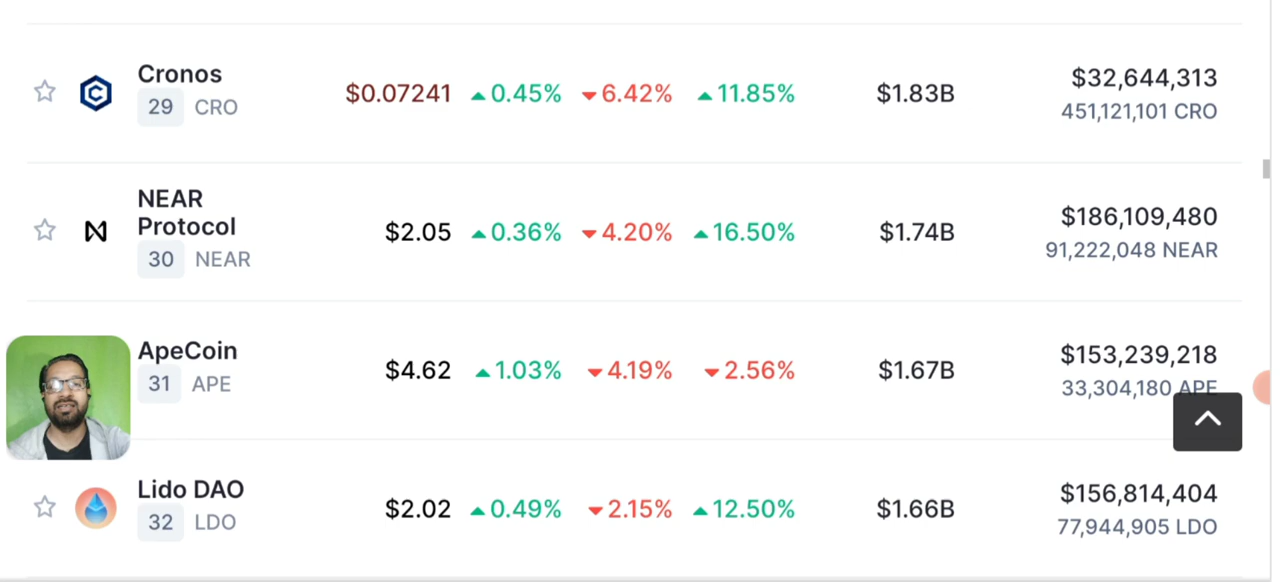 Cronos
29 CRO
$0.07241 ▲0.45% ▼6.42% ▲11.85% $1.83B
$32,644,313
451,121,101 CRO
NEAR
Protocol
30 NEAR
$2.05 ▲0.36% ▼4.20% ▲16.50% $1.74B
$186,109,480
91,222,048 NEAR
ApeCoin
31 APE
$4.62 ▲1.03% ▼4.19% ▼2.56% $1.67B
$153,239,218
33,304,180 APE
Lido DAO
32 LDO
$2.02 ▲0.49% ▼2.15% ▲12.50% $1.66B
$156,814,404
77,944,905 LDO